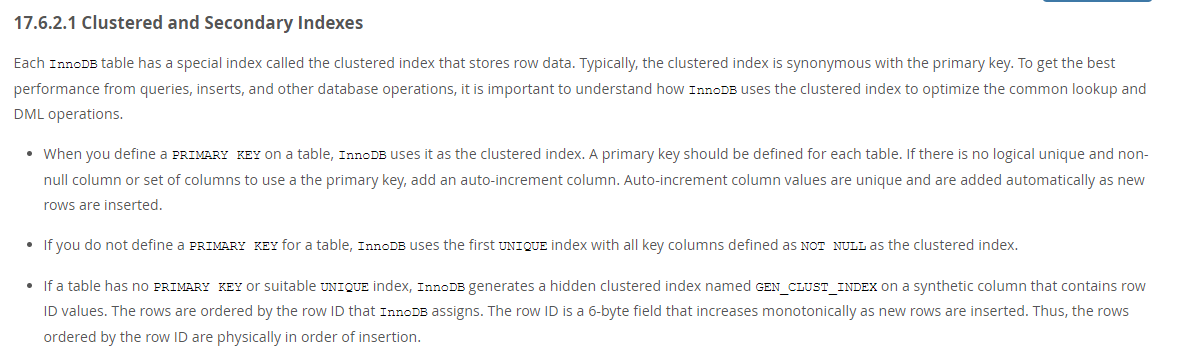 17.6.2.1 Clustered and Secondary Indexes
Each InnoDB table has a special index called the clustered index that stores row data. Typically, the clustered index is synonymous with the primary key. To get the best
performance from queries, inserts, and other database operations, it is important to understand how InnoDB uses the clustered index to optimize the common lookup and
DML operations.
• When you define a PRIMARY KEY on a table, InnoDB uses it as the clustered index. A primary key should be defined for each table. If there is no logical unique and non-
null column or set of columns to use a the primary key, add an auto-increment column. Auto-increment column values are unique and are added automatically as new
rows are inserted.
• If you do not define a PRIMARY KEY for a table, InnoDB uses the first UNIQUE index with all key columns defined as NOT NULL as the clustered index.
• If a table has no PRIMARY KEY or suitable UNIQUE index, InnoDB generates a hidden clustered index named GEN_CLUST_INDEX on a synthetic column that contains row
ID values. The rows are ordered by the row ID that InnoDB assigns. The row ID is a 6-byte field that increases monotonically as new rows are inserted. Thus, the rows
ordered by the row ID are physically in order of insertion.